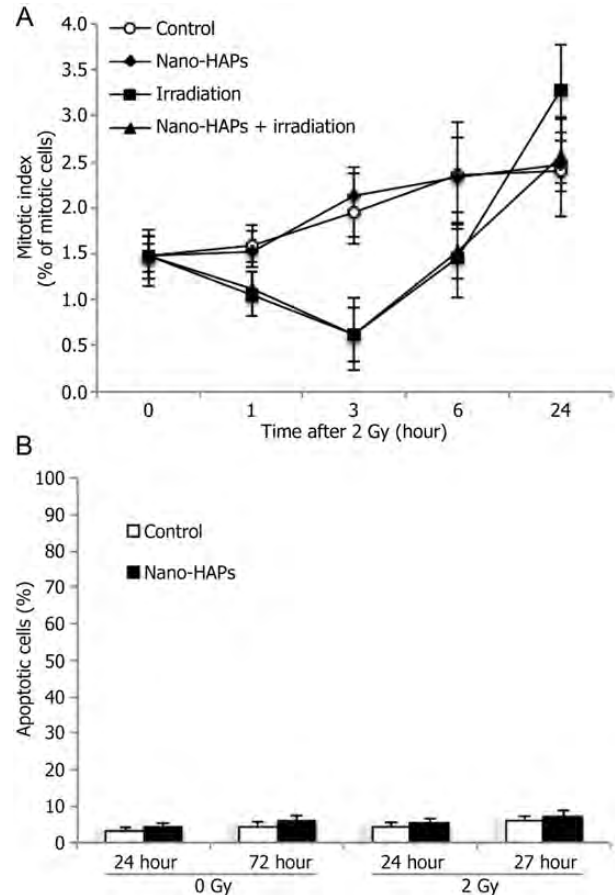 A
Control
Nano-HAPs
Irradiation
Nano-HAPs + irradiation
Mitotic index
(% of mitotic cells)
4.0
3.5
3.0
2.5
2.0
1.5
1.0
0.5
0.0
0 1 3 6 24
Time after 2 Gy (hour)
B
Control
Nano-HAPs
Apoptotic cells (%)
100
90
80
70
60
50
40
30
20
10
0
24 hour 72 hour 24 hour 27 hour
0 Gy 2 Gy